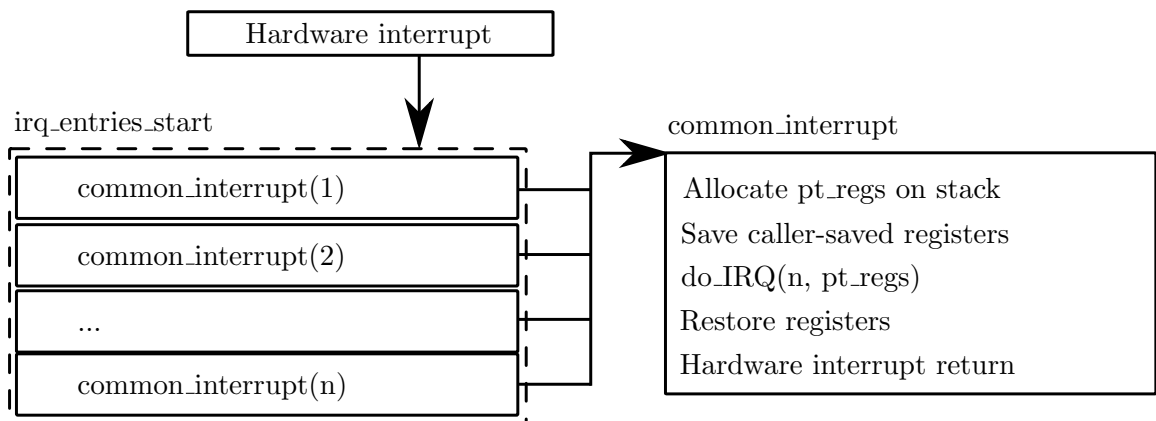 Hardware interrupt
irq_entries_start
common_interrupt(1)
common_interrupt(2)
...
common_interrupt(n)
common_interrupt
Allocate pt_regs on stack
Save caller-saved registers
do_IRQ(n, pt_regs)
Restore registers
Hardware interrupt return